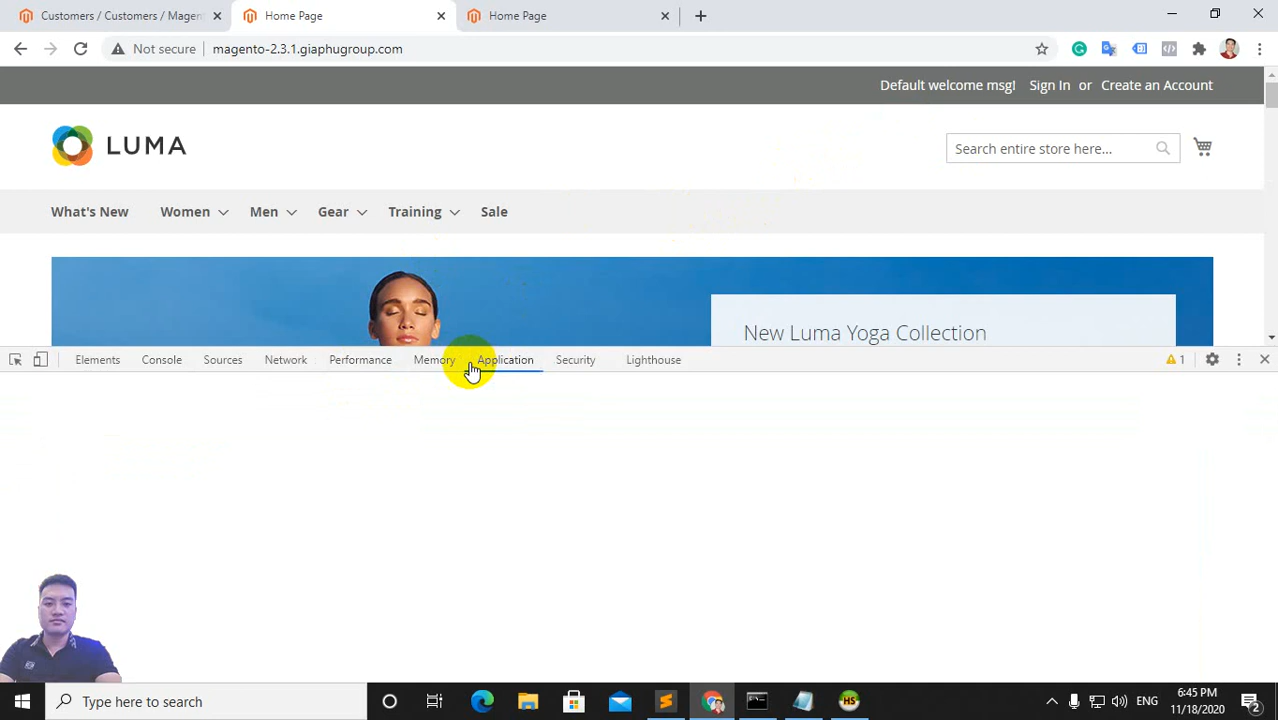 Customers / Customers / Magen
Home Page
Home Page
Not secure
magento-2.3.1.giaphugroup.com
Default welcome msg! Sign In or Create an Account
LUMA
Search entire store here...
What's New Women Men Gear Training Sale
New Luma Yoga Collection
Elements Console Sources Network Performance Memory Application Security Lighthouse 1
Type here to search
HS
ENG
6:45 PM
11/18/2020
2